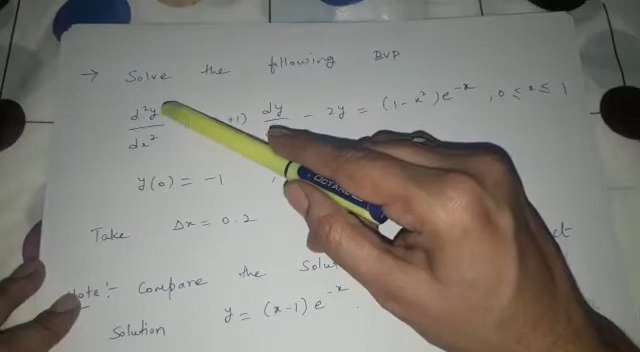 → Solve the following BVP
d²y/dx² +1) dy - 2y = (1-x²)e^-x , 0 ≤ x ≤ 1
y(0) = -1 ,
Take Δx = 0.2
Note:- Compare the
Solution y = (x-1) e^-x .
OCTANE